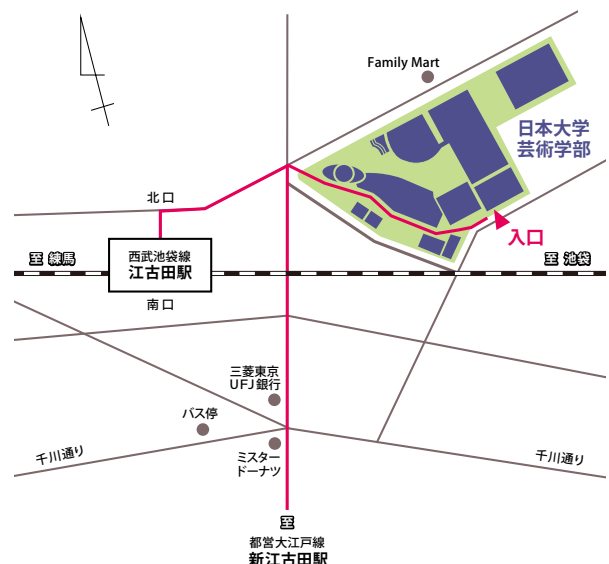 Family Mart
日本大学
芸術学部
北口
入口
西武池袋線
江古田駅
至 練馬
至 池袋
南口
三菱東京
UFJ銀行
バス停
千川通り
ミスター
ドーナツ
千川通り
至
都営大江戸線
新江古田駅